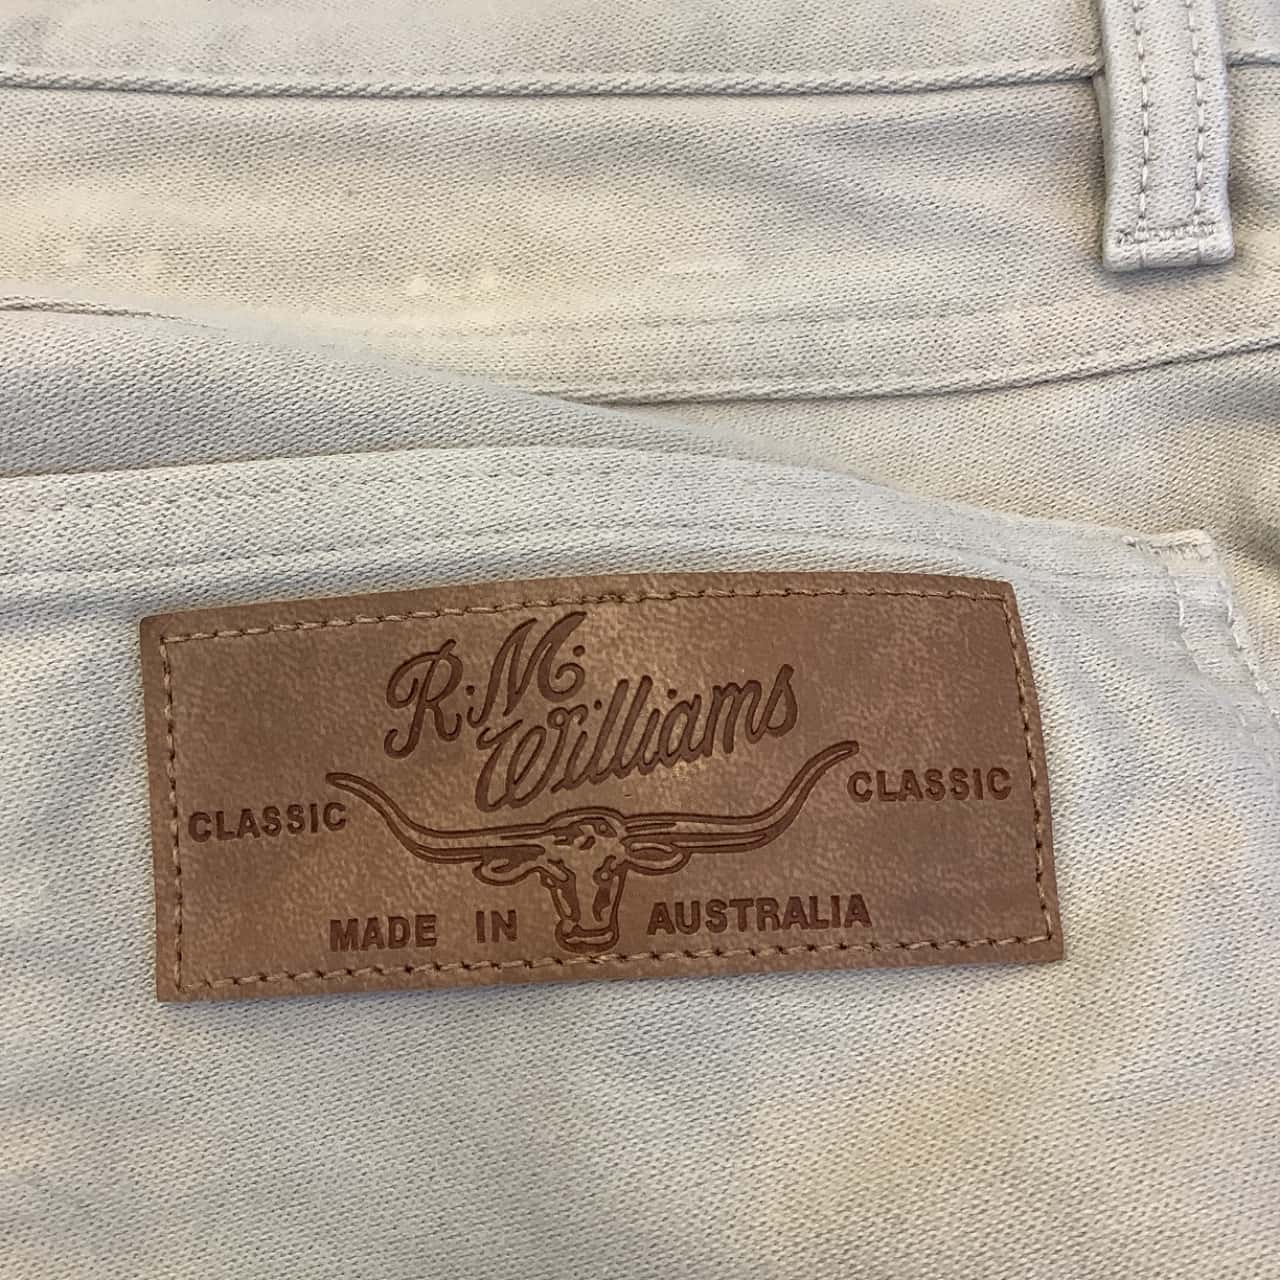 R.M.
Williams
CLASSIC CLASSIC
MADE IN AUSTRALIA